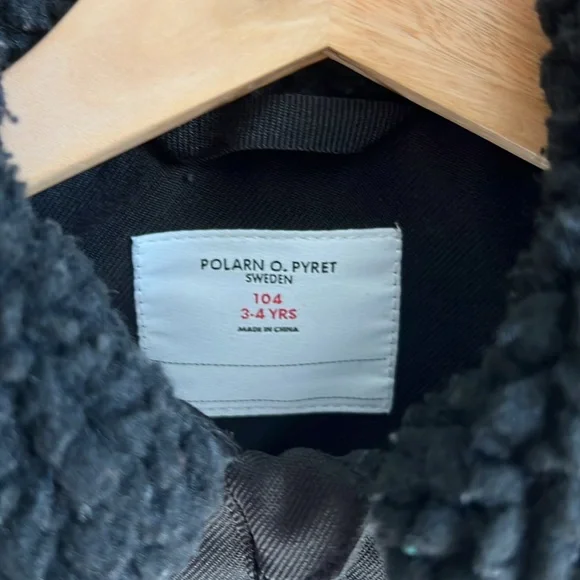 POLARN O. PYRET
SWEDEN
104
3-4 YRS
MADE IN CHINA